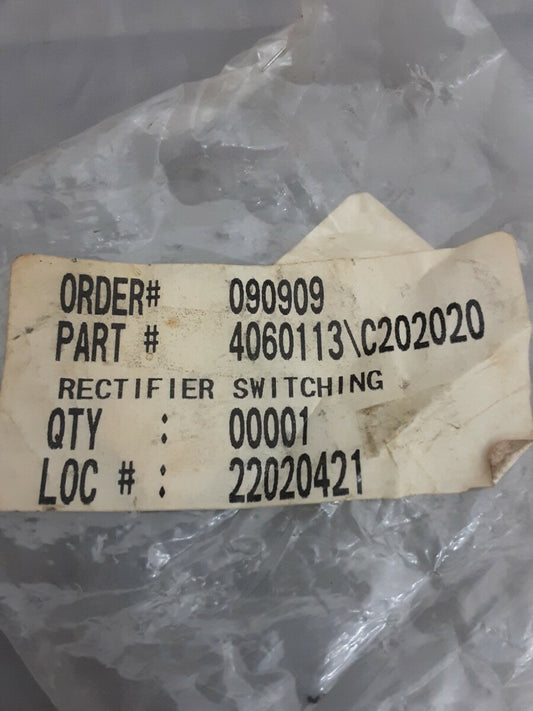 ORDER# 090909
PART # 4060113\C202020
RECTIFIER SWITCHING
QTY : 00001
LOC # : 22020421